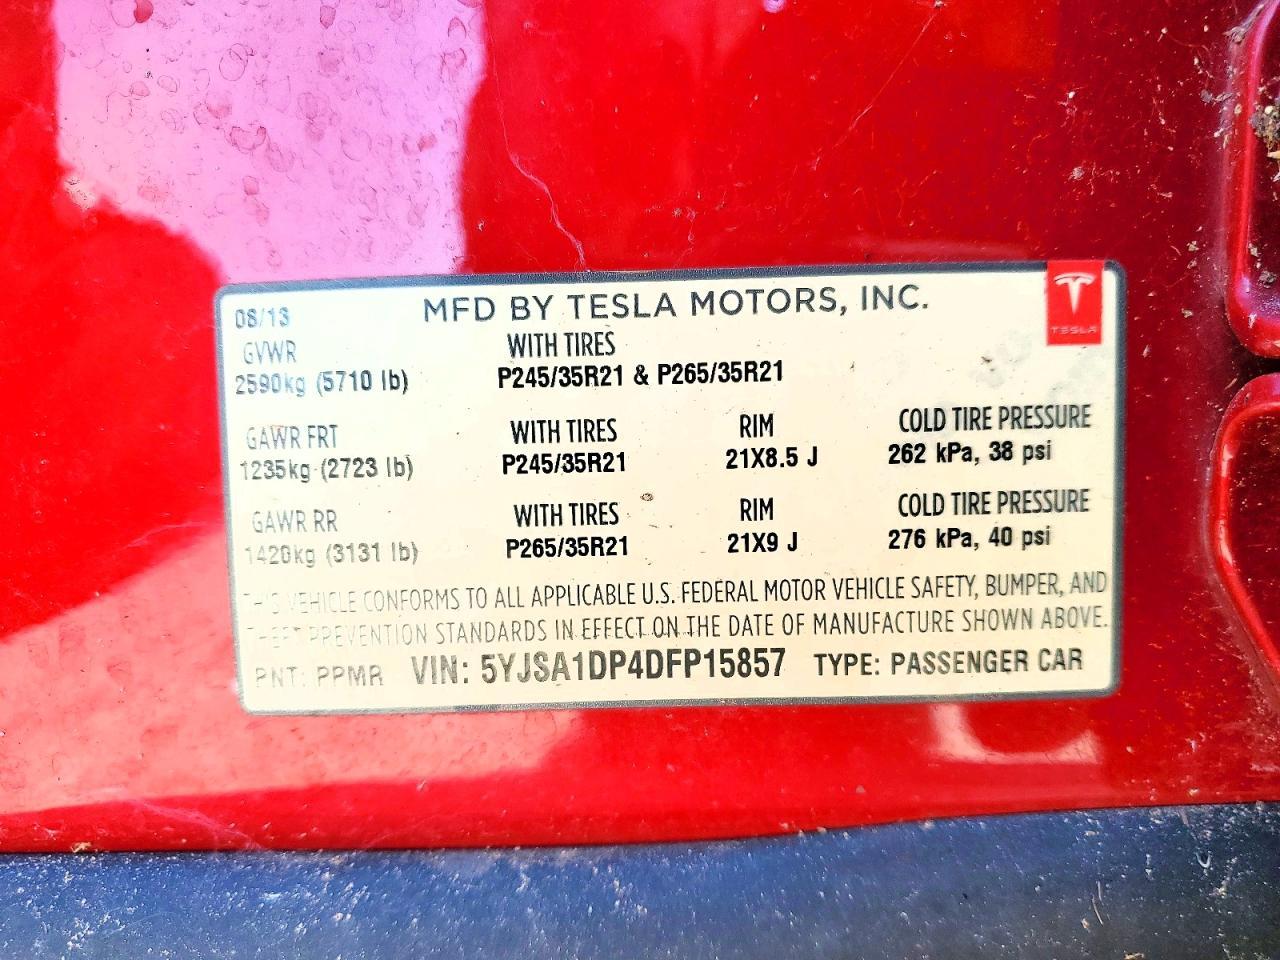 08/13 MFD BY TESLA MOTORS, INC.
TESLA
GVWR WITH TIRES
2590kg (5710 lb) P245/35R21 & P265/35R21
GAWR FRT WITH TIRES RIM COLD TIRE PRESSURE
1235kg (2723 lb) P245/35R21 21X8.5 J 262 kPa, 38 psi
GAWR RR WITH TIRES RIM COLD TIRE PRESSURE
1420kg (3131 lb) P265/35R21 21X9 J 276 kPa, 40 psi
THIS VEHICLE CONFORMS TO ALL APPLICABLE U.S. FEDERAL MOTOR VEHICLE SAFETY, BUMPER, AND
THEFT PREVENTION STANDARDS IN EFFECT ON THE DATE OF MANUFACTURE SHOWN ABOVE.
PNT: PPMR VIN: 5YJSA1DP4DFP15857 TYPE: PASSENGER CAR